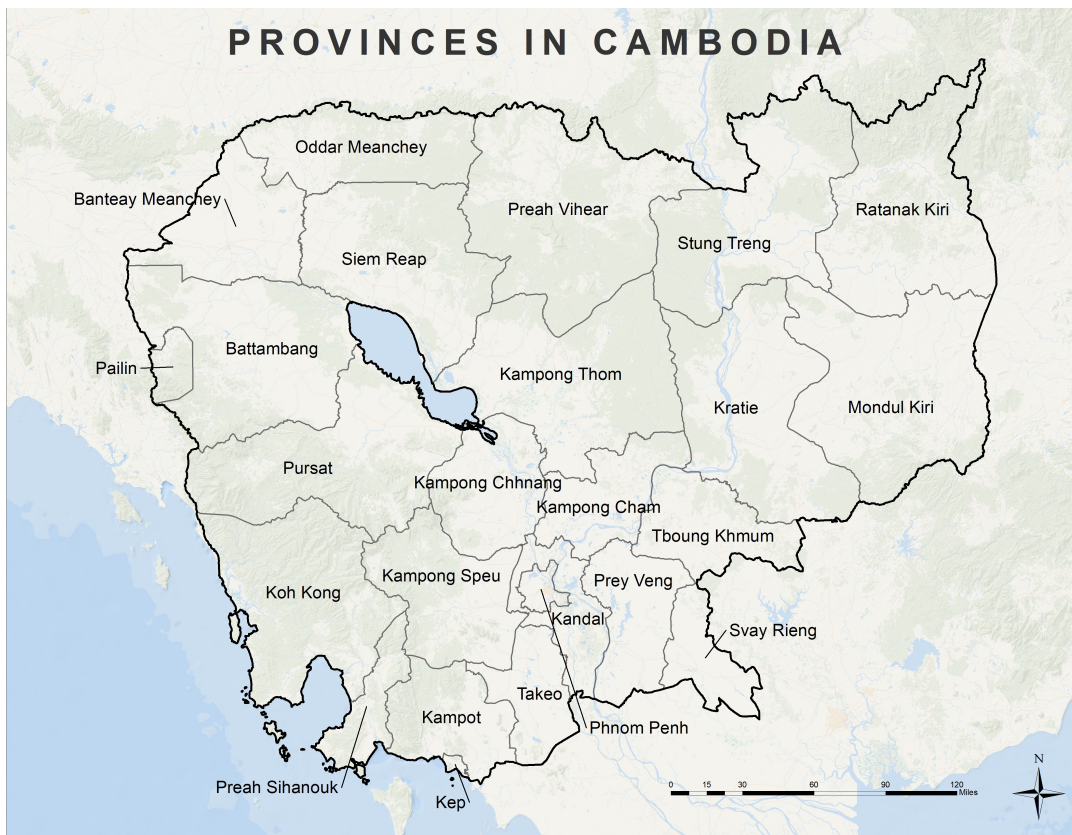 PROVINCES IN CAMBODIA
Oddar Meanchey
Banteay Meanchey
Preah Vihear
Ratanak Kiri
Stung Treng
Siem Reap
Battambang
Pailin
Kampong Thom
Kratie
Mondul Kiri
Pursat
Kampong Chhnang
Kampong Cham
Tboung Khmum
Kampong Speu
Prey Veng
Koh Kong
Kandal
Svay Rieng
Takeo
Kampot
Phnom Penh
Preah Sihanouk
Kep
N
0 15 30 60 90 120
Miles